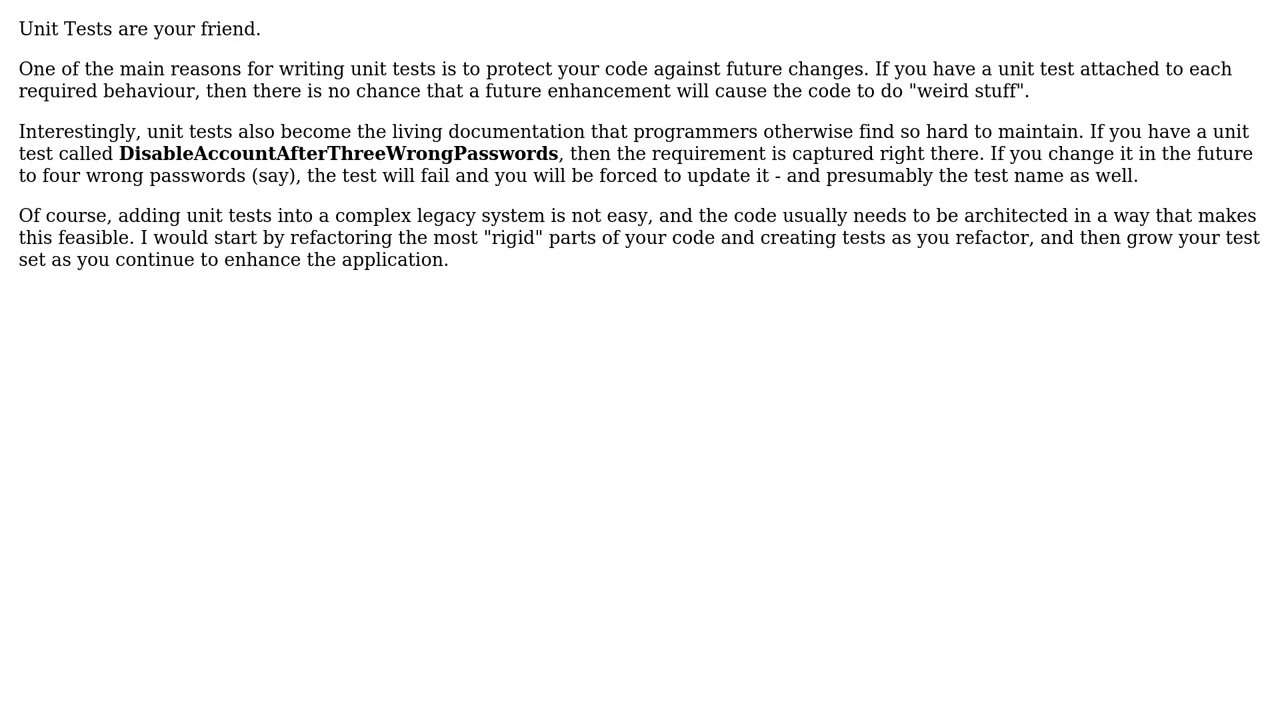 Unit Tests are your friend.
One of the main reasons for writing unit tests is to protect your code against future changes. If you have a unit test attached to each
required behaviour, then there is no chance that a future enhancement will cause the code to do "weird stuff".
Interestingly, unit tests also become the living documentation that programmers otherwise find so hard to maintain. If you have a unit
test called DisableAccountAfterThreeWrongPasswords, then the requirement is captured right there. If you change it in the future
to four wrong passwords (say), the test will fail and you will be forced to update it - and presumably the test name as well.
Of course, adding unit tests into a complex legacy system is not easy, and the code usually needs to be architected in a way that makes
this feasible. I would start by refactoring the most "rigid" parts of your code and creating tests as you refactor, and then grow your test
set as you continue to enhance the application.